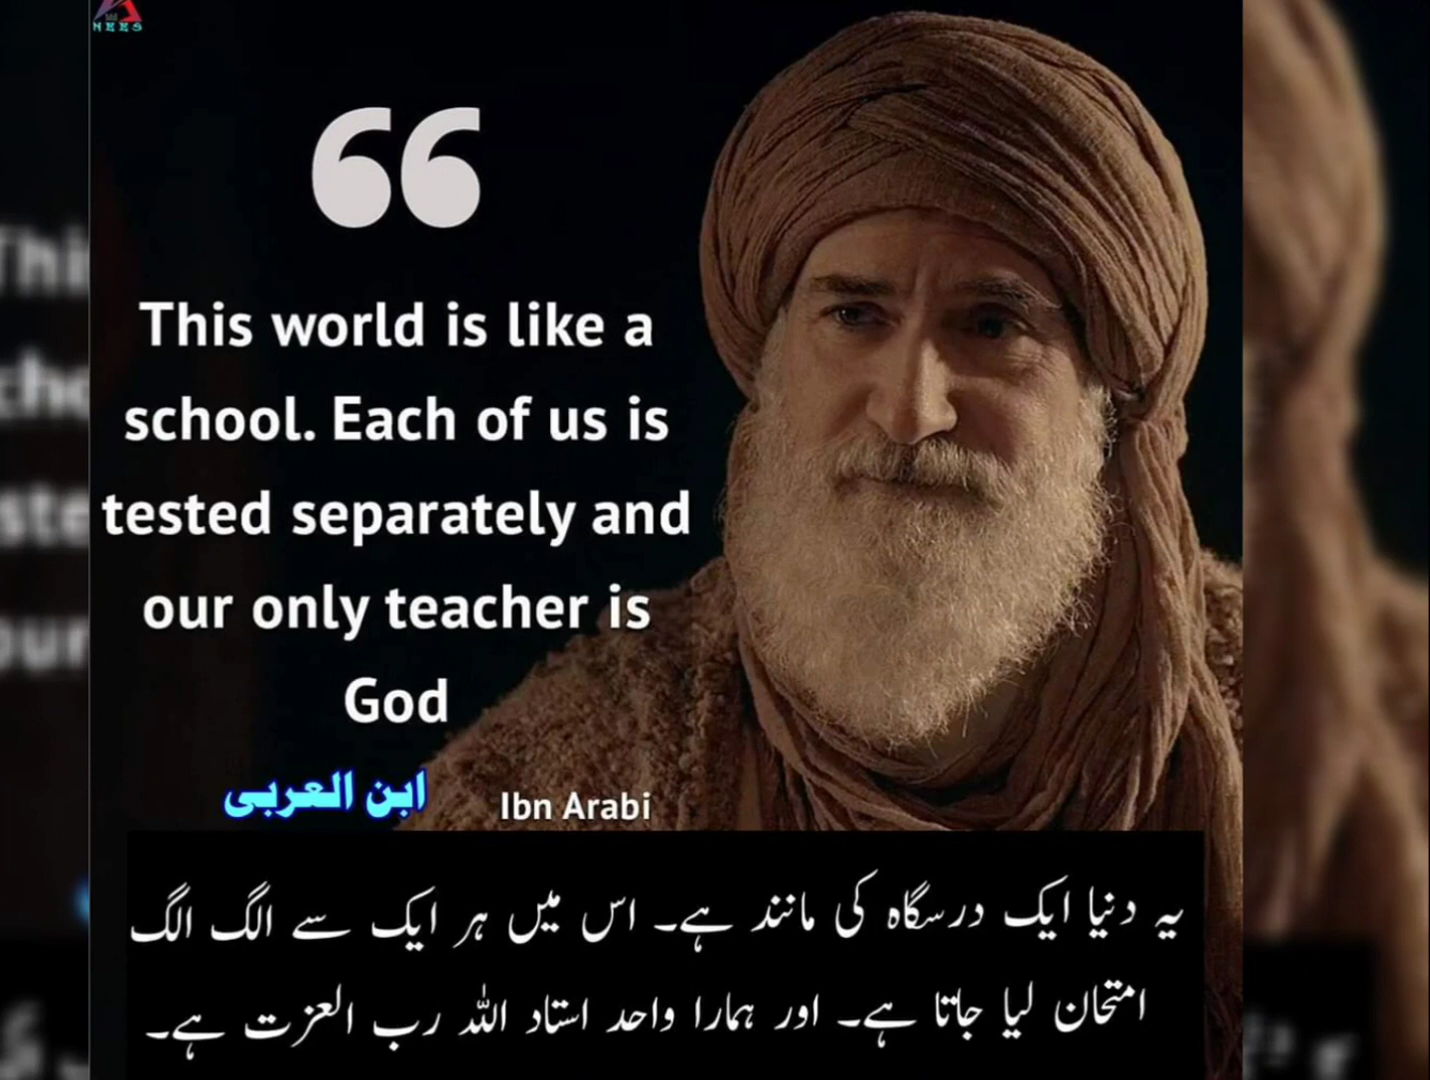 NEES
“
This world is like a
school. Each of us is
tested separately and
our only teacher is
God
ابن العربی
Ibn Arabi
یہ دنیا ایک درسگاہ کی مانند ہے۔ اس میں ہر ایک سے الگ الگ
امتحان لیا جاتا ہے۔ اور ہمارا واحد استاد اللہ رب العزت ہے۔